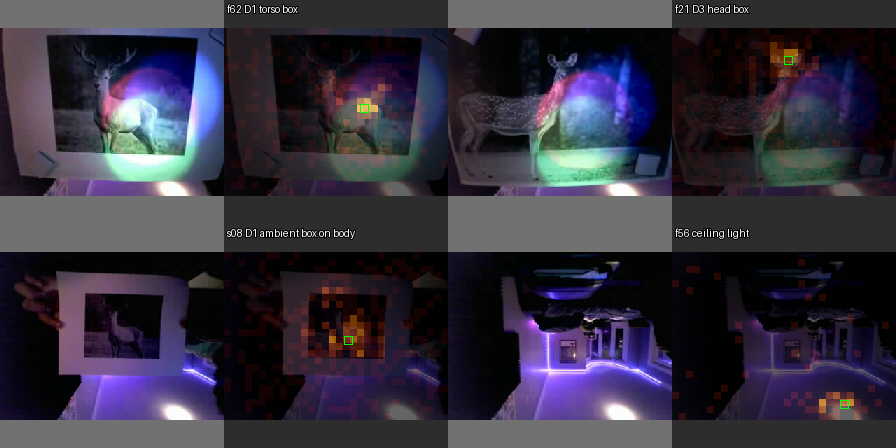 f62 D1 torso box
f21 D3 head box
s08 D1 ambient box on body
f56 ceiling light